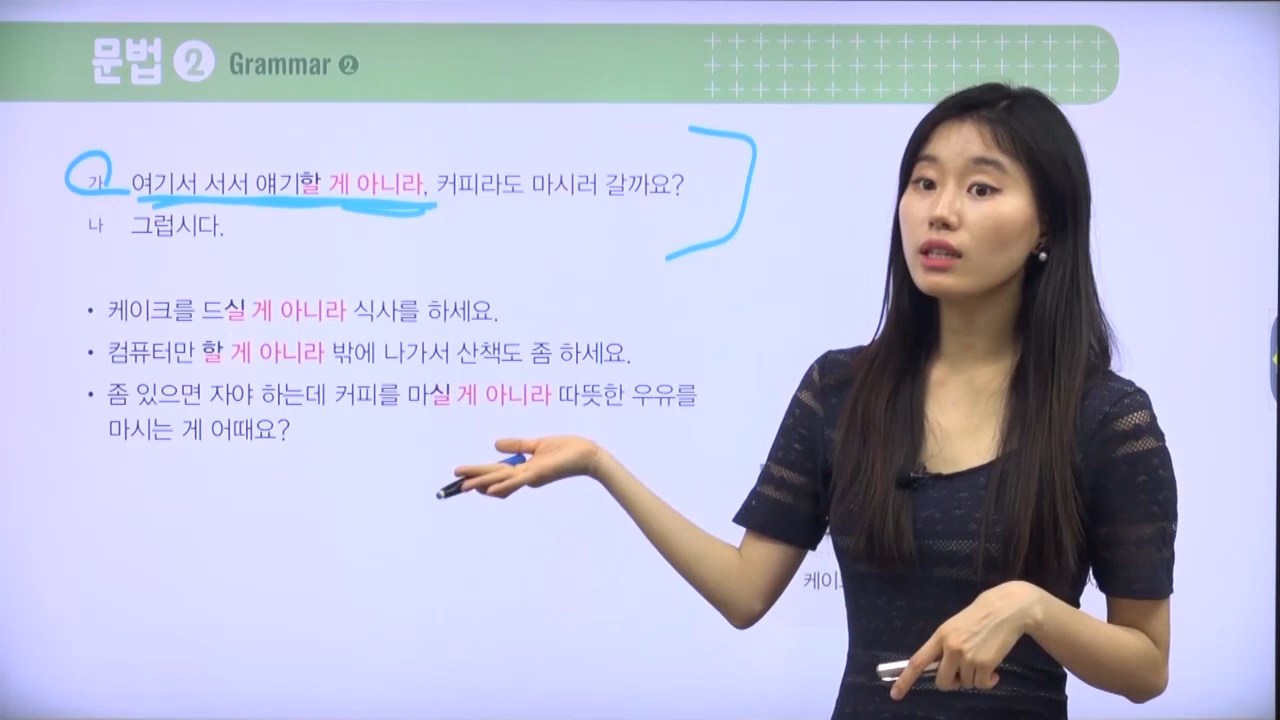 문법 2 Grammar 2
가 여기서 서서 얘기할 게 아니라, 커피라도 마시러 갈까요?
나 그럽시다.
• 케이크를 드실 게 아니라 식사를 하세요.
• 컴퓨터만 할 게 아니라 밖에 나가서 산책도 좀 하세요.
• 좀 있으면 자야 하는데 커피를 마실 게 아니라 따뜻한 우유를
마시는 게 어때요?